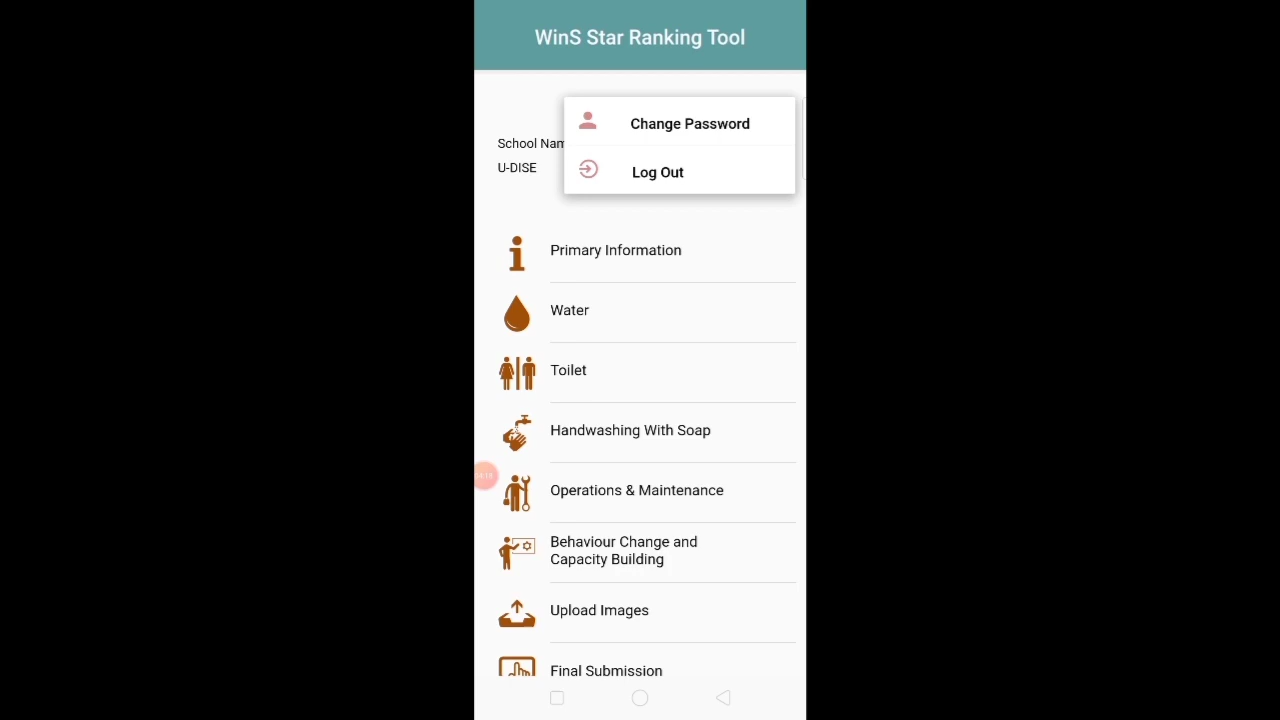 WinS Star Ranking Tool
Change Password
School Nam
Log Out
U-DISE
Primary Information
Water
Toilet
Handwashing With Soap
Operations & Maintenance
Behaviour Change and
Capacity Building
Upload Images
Final Submission